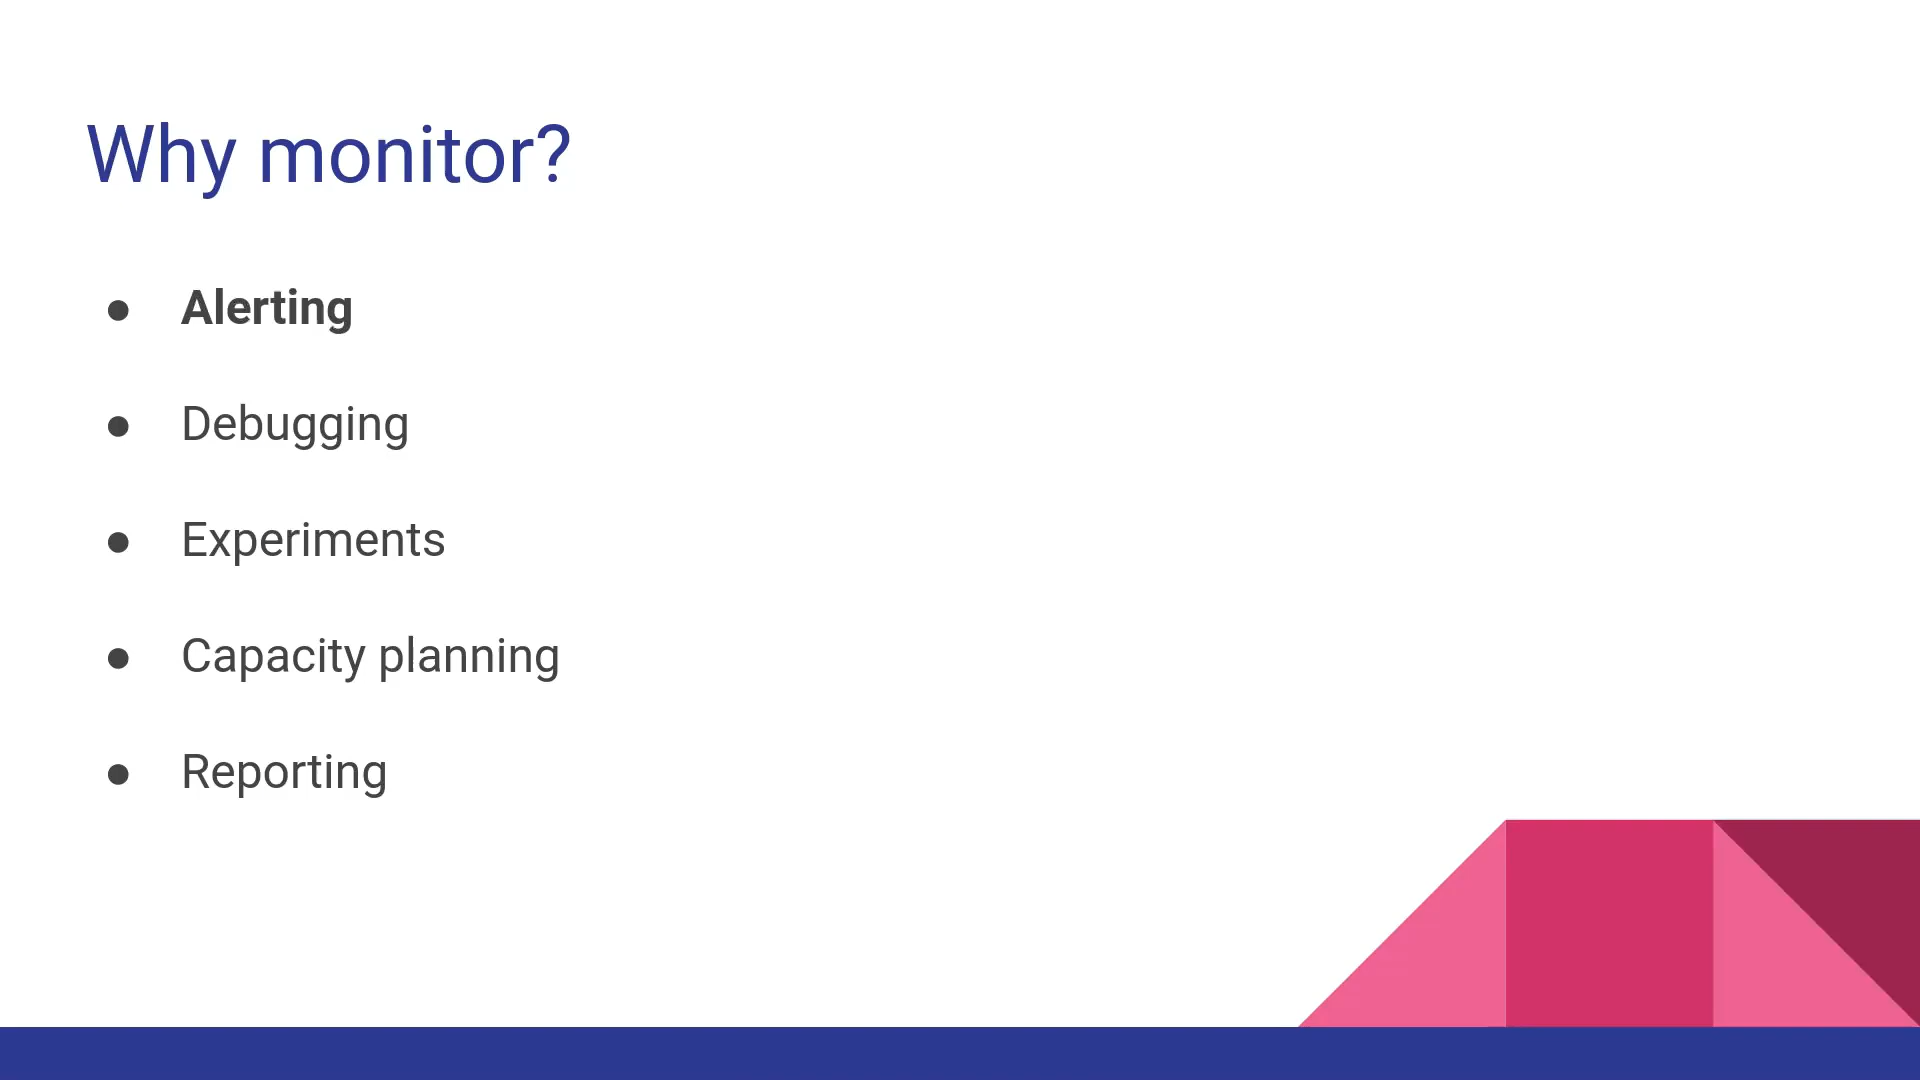 Why monitor?
● Alerting
● Debugging
● Experiments
● Capacity planning
● Reporting